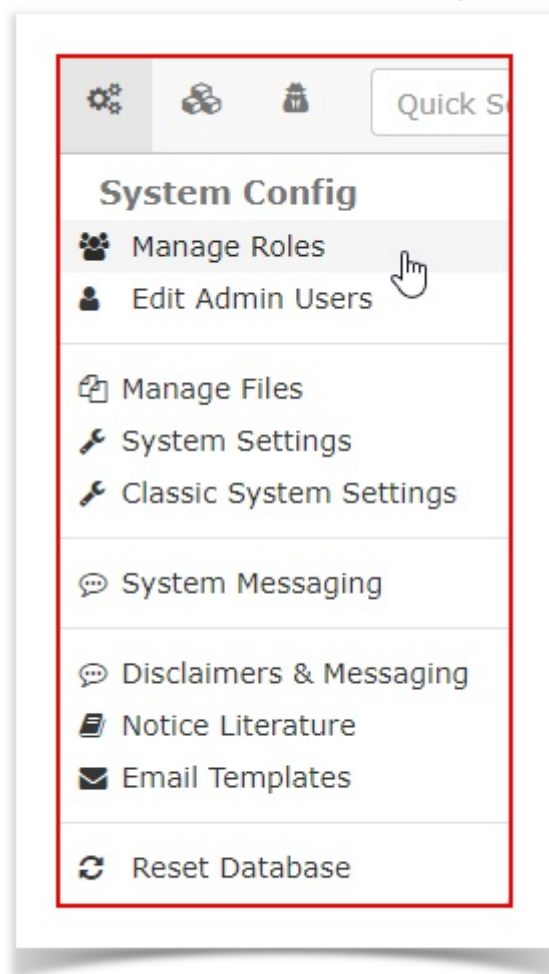 Quick S
System Config
Manage Roles
Edit Admin Users
Manage Files
System Settings
Classic System Settings
System Messaging
Disclaimers & Messaging
Notice Literature
Email Templates
Reset Database